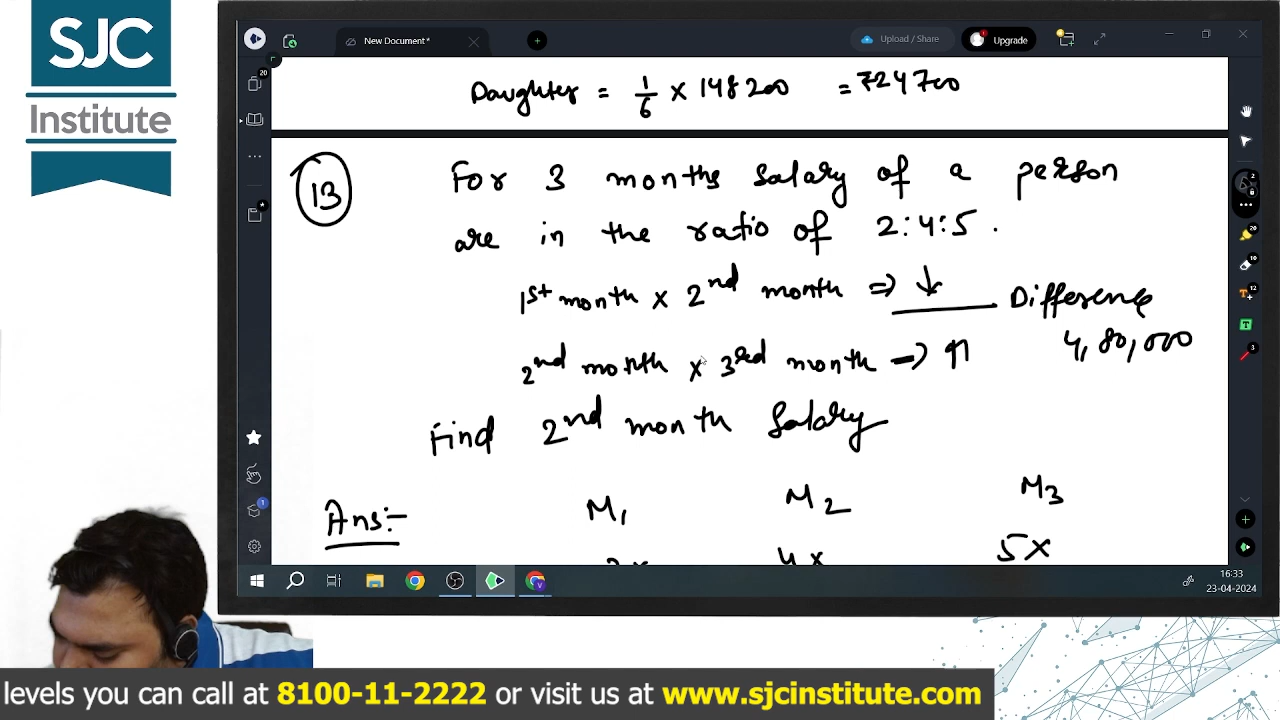 SJC
Institute
New Document*
Upload / Share
Upgrade
Daughter = 1/6 × 148200 = ₹24700
13
For 3 months salary of a person
are in the ratio of 2:4:5.
1st month × 2nd month ⇒ ↓
Difference
4,80,000
2nd month × 3rd month → ↑
Find 2nd month salary
Ans:-
M1 M2 M3
4x 5x
16:33
23-04-2024
levels you can call at 8100-11-2222 or visit us at www.sjcinstitute.com